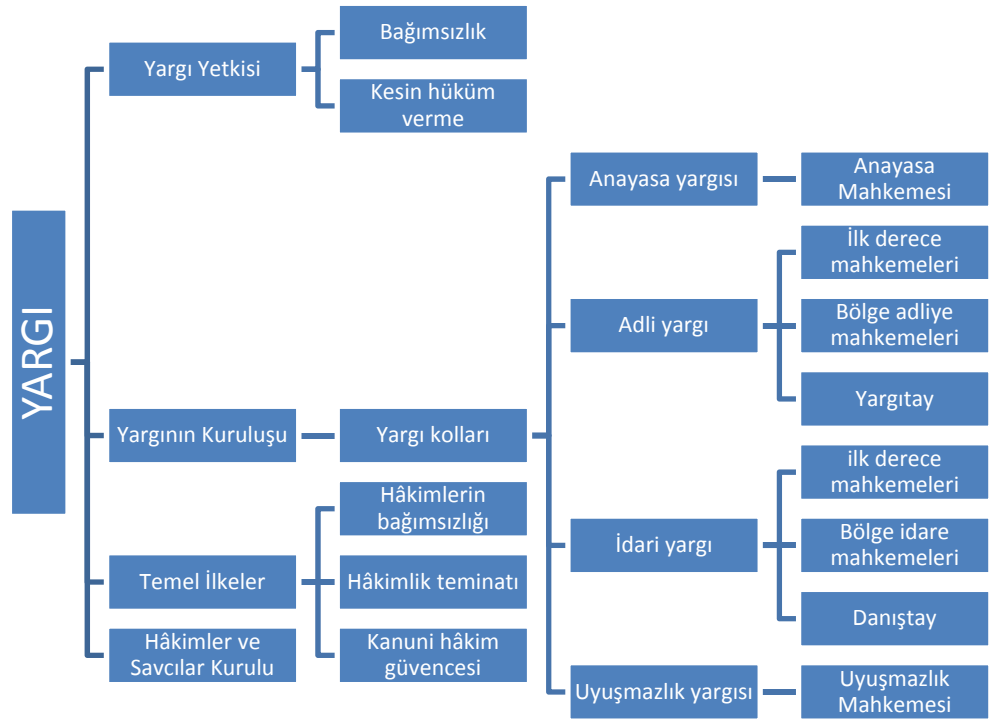 YARGI
Yargı Yetkisi
Bağımsızlık
Kesin hüküm
verme
Yargının Kuruluşu
Yargı kolları
Anayasa yargısı
Anayasa
Mahkemesi
Adli yargı
İlk derece
mahkemeleri
Bölge adliye
mahkemeleri
Yargıtay
İdari yargı
ilk derece
mahkemeleri
Bölge idare
mahkemeleri
Danıştay
Uyuşmazlık yargısı
Uyuşmazlık
Mahkemesi
Temel İlkeler
Hâkimlerin
bağımsızlığı
Hâkimlik teminatı
Kanuni hâkim
güvencesi
Hâkimler ve
Savcılar Kurulu